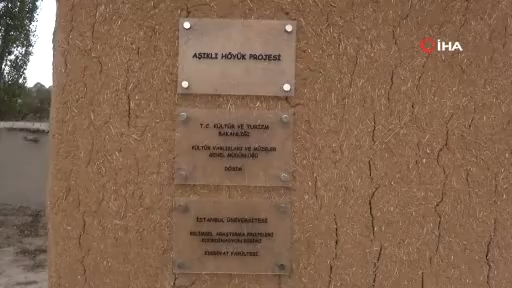 AŞIKLI HÖYÜK PROJESİ
İHA
T.C. KÜLTÜR VE TURİZM
BAKANLIĞI
KÜLTÜR VARLIKLARI VE MÜZELER
GENEL MÜDÜRLÜĞÜ
DÖSİM
İSTANBUL ÜNİVERSİTESİ
BİLİMSEL ARAŞTIRMA PROJELERİ
KOORDİNASYON BİRİMİ
EDEBİYAT FAKÜLTESİ